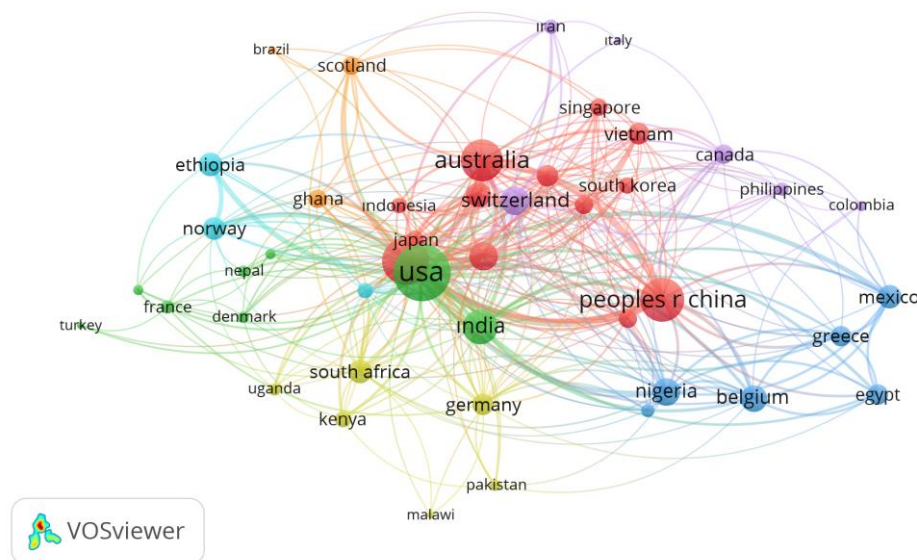 iran
italy
brazil
scotland
singapore
vietnam
canada
australia
ethiopia
south korea
philippines
switzerland
ghana
indonesia
colombia
norway
japan
nepal
usa
peoples r china
mexico
france
denmark
turkey
india
greece
south africa
uganda
nigeria
belgium
egypt
kenya
germany
pakistan
malawi
VOSviewer